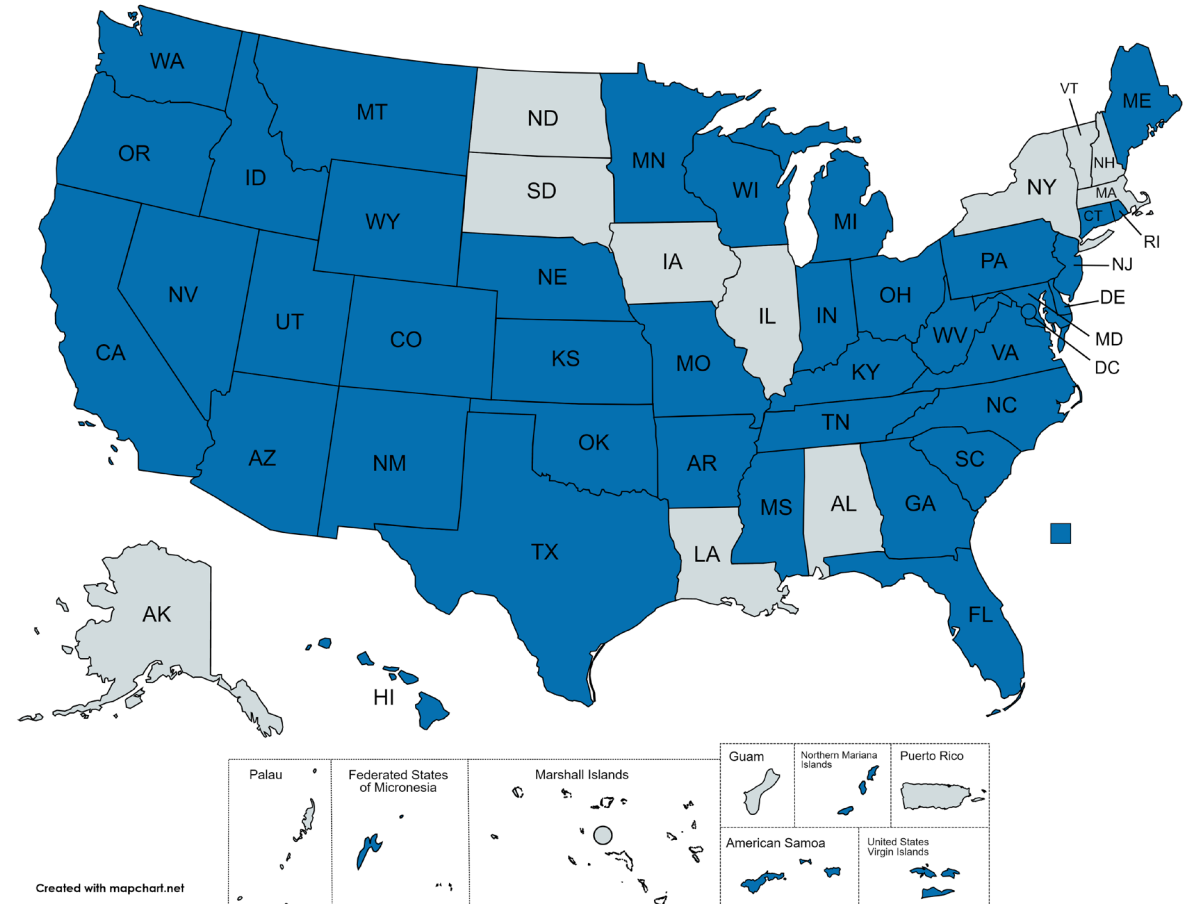 WA
MT
ND
MN
VT
ME
OR
ID
SD
WI
MI
NY
NH
MA
CT
RI
WY
NE
IA
PA
NJ
NV
UT
CO
IL
IN
OH
DE
CA
KS
MO
KY
WV
VA
MD
DC
AZ
NM
OK
AR
TN
NC
SC
TX
LA
MS
AL
GA
FL
AK
HI
Palau
Federated States
of Micronesia
Marshall Islands
Guam
Northern Mariana
Islands
Puerto Rico
American Samoa
United States
Virgin Islands
Created with mapchart.net